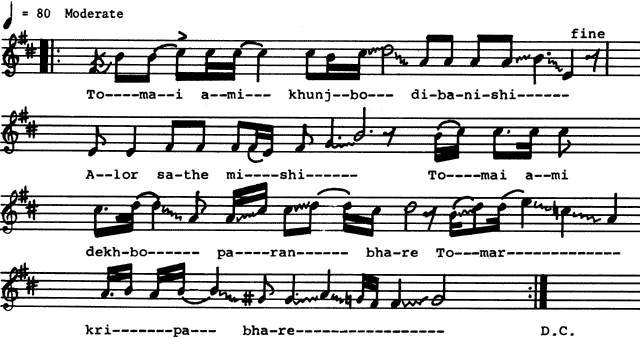 = 80 Moderate
fine
To----ma--i a--mi--- khunj--bo--- di-ba-ni-shi------
A--lor sa-the mi----shi------ To----mai a--mi
dekh-bo------ pa----ran------ bha-re To---mar--------------
kri-------pa--- bha-re------------------ D.C.